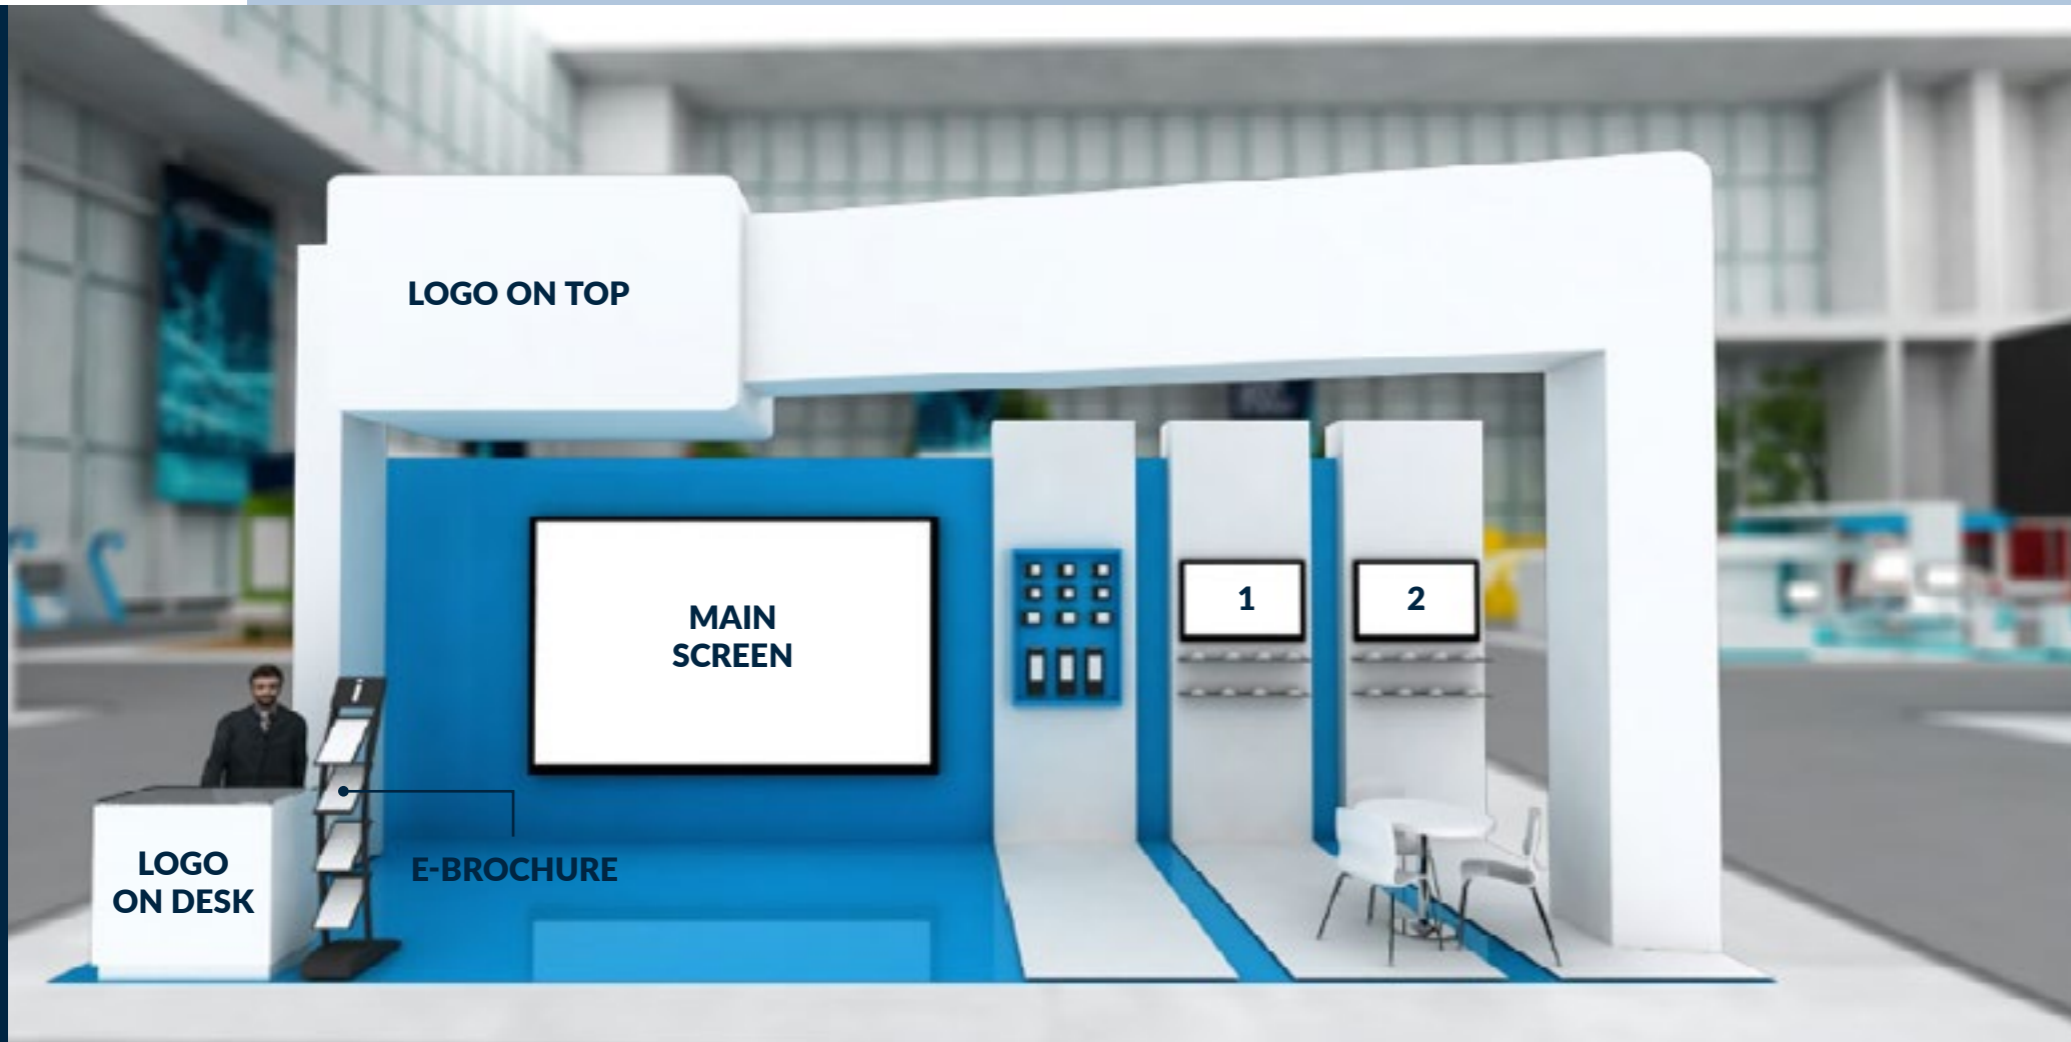 LOGO ON TOP
MAIN
SCREEN
1
2
i
E-BROCHURE
LOGO
ON DESK